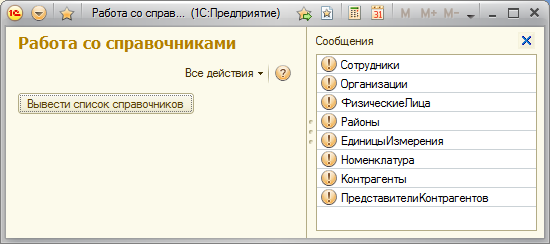 Работа со справ... (1С:Предприятие)
M M+ M-
Работа со справочниками
Все действия
?
Вывести список справочников
Сообщения
Сотрудники
Организации
ФизическиеЛица
Районы
ЕдиницыИзмерения
Номенклатура
Контрагенты
ПредставителиКонтрагентов